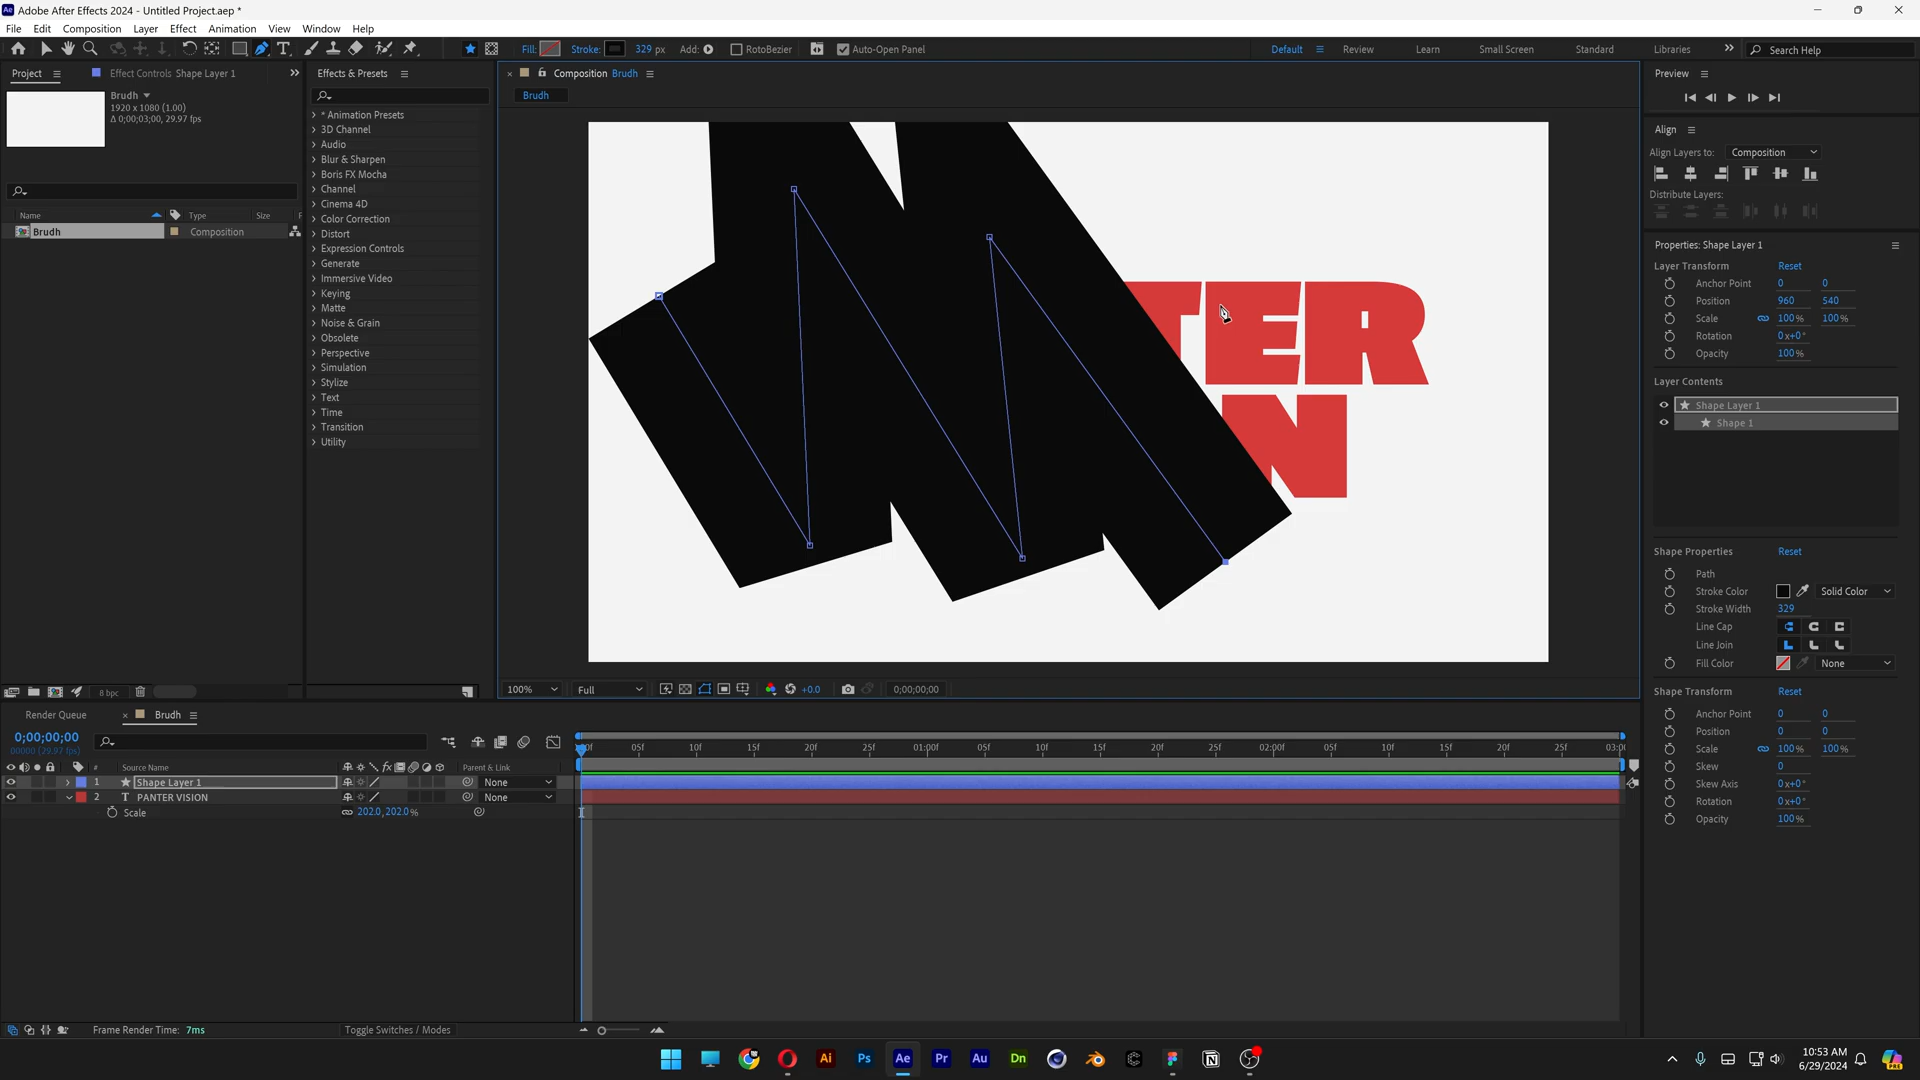 Adobe After Effects 2024 - Untitled Project.aep *
File Edit Composition Layer Effect Animation View Window Help
Fill: Stroke: 329 px Add: RotoBezier Auto-Open Panel
Default Review Learn Small Screen Standard Libraries Search Help
Project Effect Controls Shape Layer 1
Brudh
1920 x 1080 (1.00)
Δ 0;00;03;00, 29.97 fps
Name Type Size
Brudh Composition
8 bpc
Effects & Presets
* Animation Presets
3D Channel
Audio
Blur & Sharpen
Boris FX Mocha
Channel
Cinema 4D
Color Correction
Distort
Expression Controls
Generate
Immersive Video
Keying
Matte
Noise & Grain
Obsolete
Perspective
Simulation
Stylize
Text
Time
Transition
Utility
Composition Brudh
Brudh
TER
N
100% Full +0.0 0;00;00;00
Preview
Align
Align Layers to: Composition
Distribute Layers:
Properties: Shape Layer 1
Layer Transform Reset
Anchor Point 0 0
Position 960 540
Scale 100% 100%
Rotation 0x+0°
Opacity 100%
Layer Contents
Shape Layer 1
Shape 1
Shape Properties Reset
Path
Stroke Color Solid Color
Stroke Width 329
Line Cap
Line Join
Fill Color None
Shape Transform Reset
Anchor Point 0 0
Position 0 0
Scale 100% 100%
Skew 0
Skew Axis 0x+0°
Rotation 0x+0°
Opacity 100%
Render Queue Brudh
0;00;00;00
00000 (29.97 fps)
05f 10f 15f 20f 25f 01:00f 05f 10f 15f 20f 25f 02:00f 05f 10f 15f 20f 25f
# Source Name Parent & Link
1 Shape Layer 1 None
2 T PANTER VISION None
Scale 202.0, 202.0 %
Frame Render Time: 7ms Toggle Switches / Modes
Ai Ps Ae Pr Au Dn
10:53 AM
6/29/2024